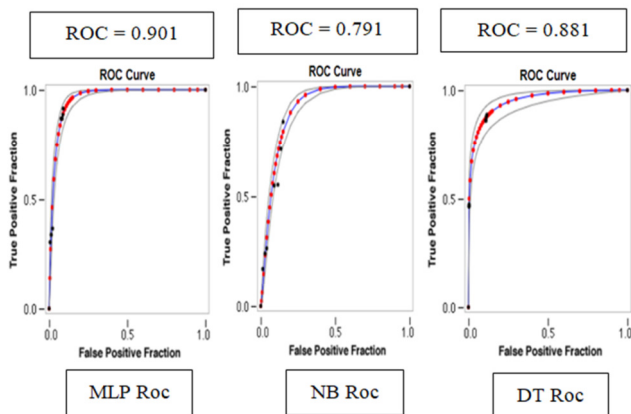 ROC = 0.901
ROC = 0.791
ROC = 0.881
ROC Curve
1.0
0.5
0.0
True Positive Fraction
0.0
0.5
1.0
False Positive Fraction
ROC Curve
1.0
0.5
0.0
True Positive Fraction
0.0
0.5
1.0
False Positive Fraction
ROC Curve
1.0
0.5
0.0
True Positive Fraction
0.0
0.5
1.0
False Positive Fraction
MLP Roc
NB Roc
DT Roc